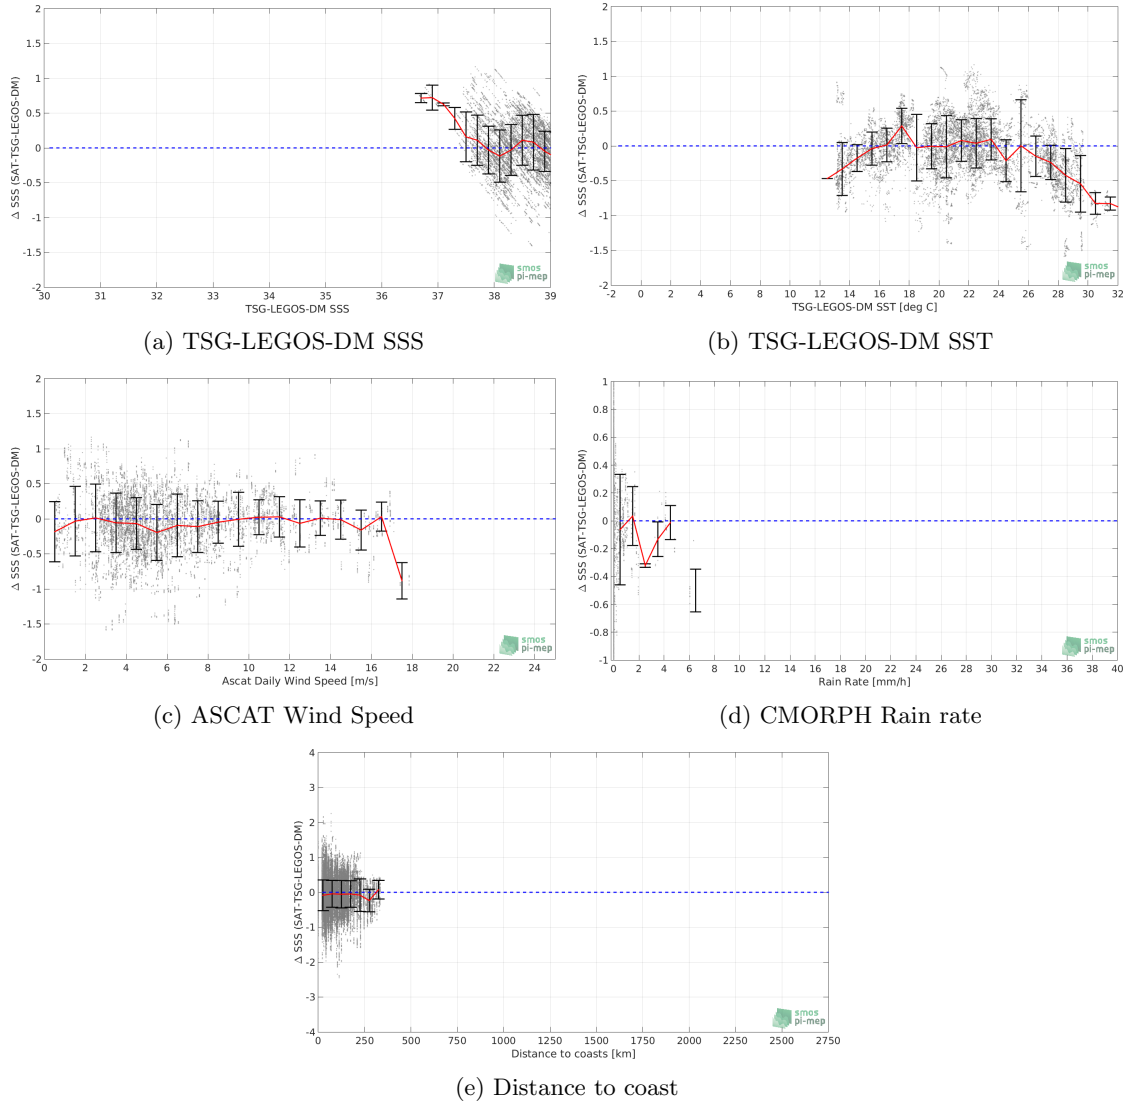 2
1.5
1
0.5
0
-0.5
-1
-1.5
-2
Δ SSS (SAT-TSG-LEGOS-DM)
30 31 32 33 34 35 36 37 38 39
TSG-LEGOS-DM SSS
smos
pi-mep
(a) TSG-LEGOS-DM SSS
2
1.5
1
0.5
0
-0.5
-1
-1.5
-2
Δ SSS (SAT-TSG-LEGOS-DM)
-2 0 2 4 6 8 10 12 14 16 18 20 22 24 26 28 30 32
TSG-LEGOS-DM SST [deg C]
smos
pi-mep
(b) TSG-LEGOS-DM SST
2
1.5
1
0.5
0
-0.5
-1
-1.5
-2
Δ SSS (SAT-TSG-LEGOS-DM)
0 2 4 6 8 10 12 14 16 18 20 22 24
Ascat Daily Wind Speed [m/s]
smos
pi-mep
(c) ASCAT Wind Speed
1
0.8
0.6
0.4
0.2
0
-0.2
-0.4
-0.6
-0.8
-1
Δ SSS (SAT-TSG-LEGOS-DM)
0 2 4 6 8 10 12 14 16 18 20 22 24 26 28 30 32 34 36 38 40
Rain Rate [mm/h]
smos
pi-mep
(d) CMORPH Rain rate
4
3
2
1
0
-1
-2
-3
-4
Δ SSS (SAT-TSG-LEGOS-DM)
0 250 500 750 1000 1250 1500 1750 2000 2250 2500 2750
Distance to coasts [km]
smos
pi-mep
(e) Distance to coast